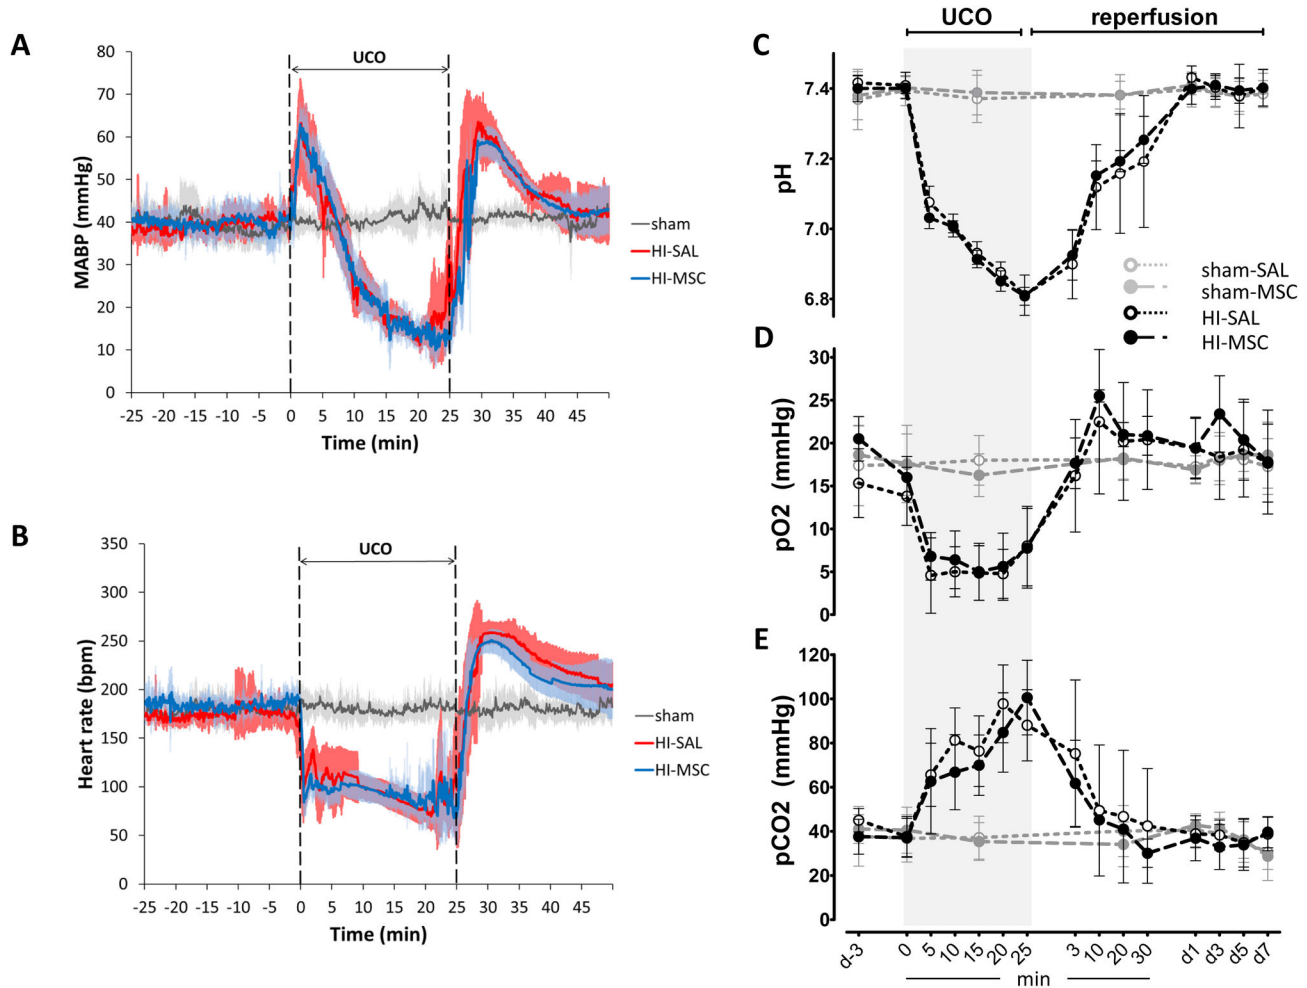 A
UCO
80
70
60
50
40
30
20
10
0
MABP (mmHg)
-25 -20 -15 -10 -5 0 5 10 15 20 25 30 35 40 45
Time (min)
sham
HI-SAL
HI-MSC
B
UCO
350
300
250
200
150
100
50
0
Heart rate (bpm)
-25 -20 -15 -10 -5 0 5 10 15 20 25 30 35 40 45
Time (min)
sham
HI-SAL
HI-MSC
UCO reperfusion
C
7.4
7.2
7.0
6.8
pH
sham-SAL
sham-MSC
HI-SAL
HI-MSC
D
30
25
20
15
10
5
0
pO2 (mmHg)
E
120
100
80
60
40
20
0
pCO2 (mmHg)
d-3 0 5 10 15 20 25 3 10 20 30 d1 d3 d5 d7
min